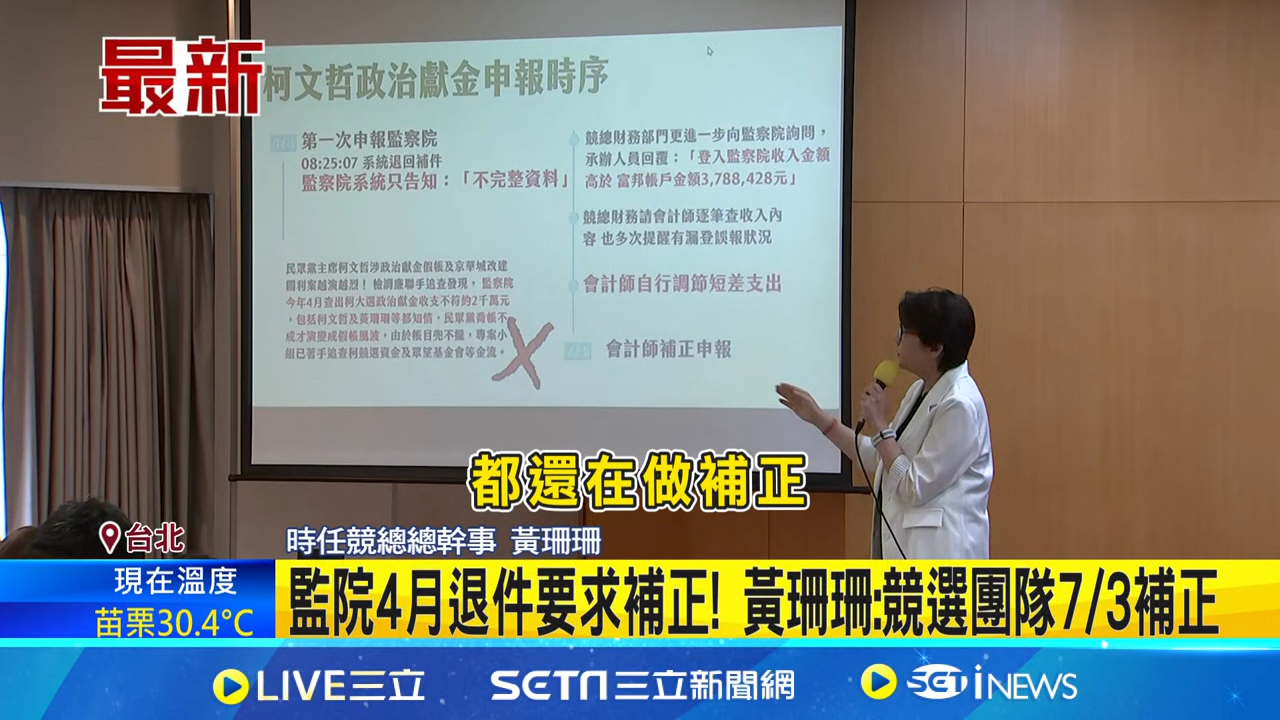 最新
柯文哲政治獻金申報時序
第一次申報監察院
08:25:07 系統退回補件
監察院系統只告知：「不完整資料」
民眾黨主席柯文哲涉政治獻金假帳及京華城改建
圖利案越演越烈！ 檢調廉聯手追查發現， 監察院
今年4月查出柯大選政治獻金收支不符約2千萬元
，包括柯文哲及黃珊珊等都知情，民眾黨喬帳不
成才演變成假帳風波，由於帳目兜不攏，專案小
組已著手追查柯競選資金及眾望基金會等金流。
競總財務部門更進一步向監察院詢問，
承辦人員回覆：「登入監察院收入金額
高於 富邦帳戶金額3,788,428元」
競總財務請會計師逐筆查收入內
容 也多次提醒有漏登誤報狀況
會計師自行調節短差支出
會計師補正申報
都還在做補正
台北
時任競總總幹事 黃珊珊
現在溫度
苗栗30.4°C
監院4月退件要求補正! 黃珊珊:競選團隊7/3補正
LIVE三立
SETN三立新聞網
SETiNEWS